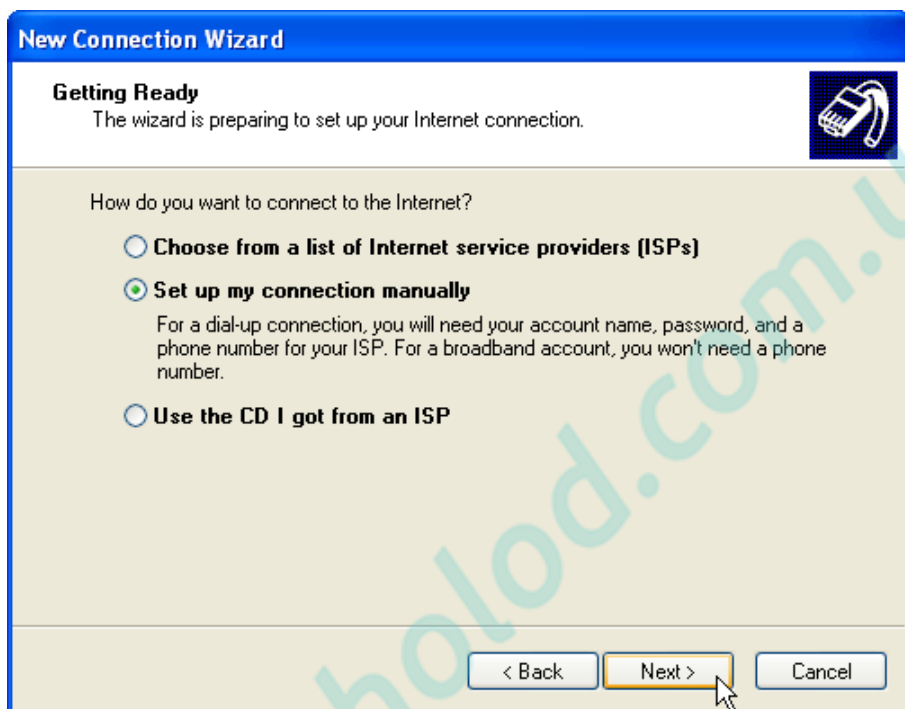 New Connection Wizard
Getting Ready
The wizard is preparing to set up your Internet connection.
How do you want to connect to the Internet?
Choose from a list of Internet service providers (ISPs)
Set up my connection manually
For a dial-up connection, you will need your account name, password, and a
phone number for your ISP. For a broadband account, you won't need a phone
number.
Use the CD I got from an ISP
< Back
Next >
Cancel
holod.com.u